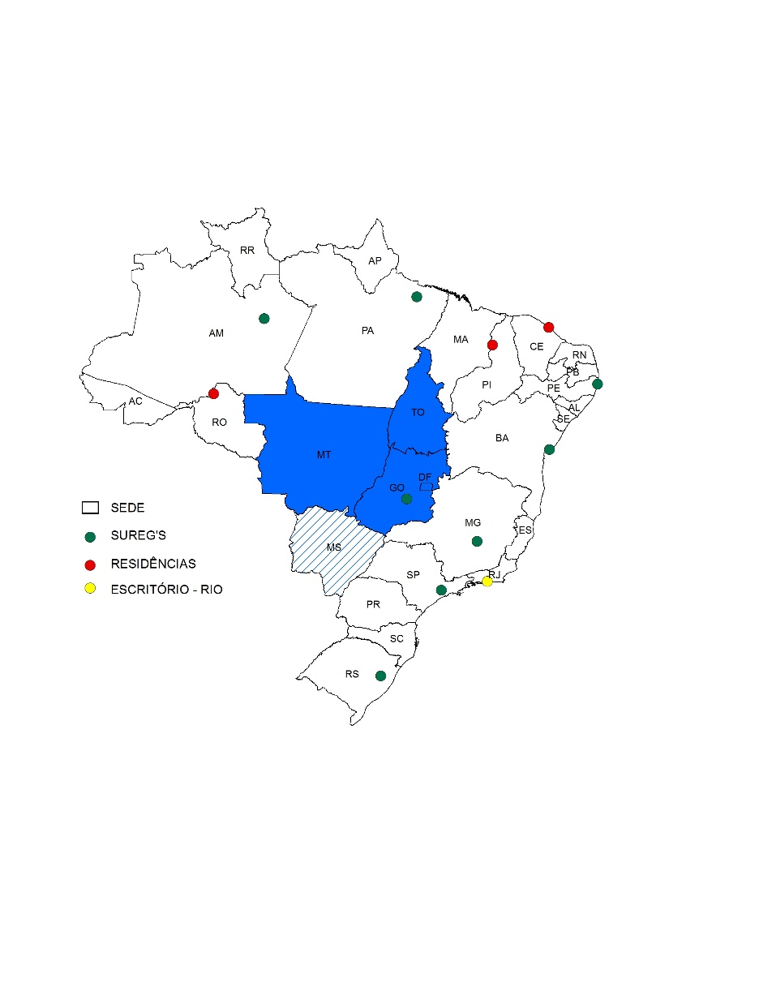 RR
AP
AM
PA
MA
CE
RN
PB
PI
PE
AC
AL
TO
SE
RO
BA
MT
DF
GO
SEDE
MG
ES
SUREG'S
MS
RESIDÊNCIAS
SP
RJ
ESCRITÓRIO - RIO
PR
SC
RS